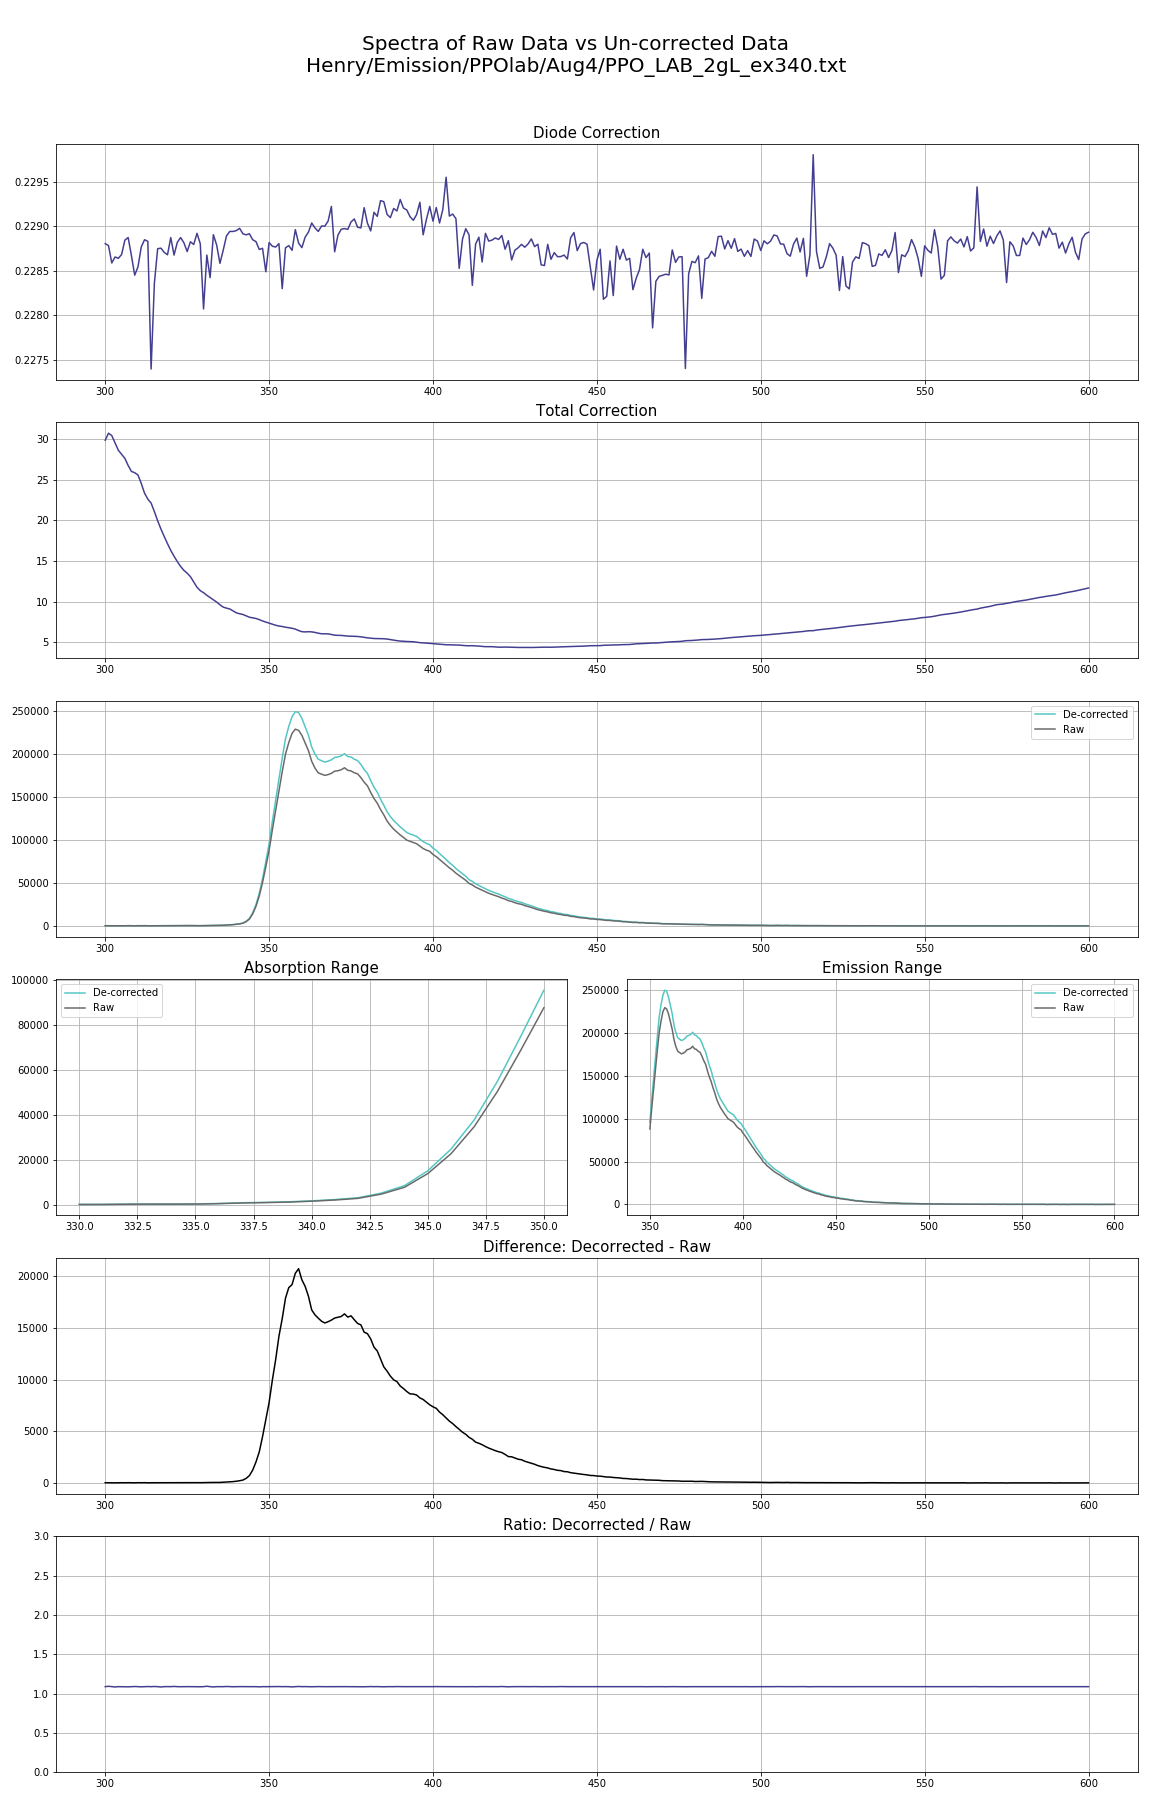 Spectra of Raw Data vs Un-corrected Data
Henry/Emission/PPOlab/Aug4/PPO_LAB_2gL_ex340.txt
Diode Correction
0.2295
0.2290
0.2285
0.2280
0.2275
300 350 400 450 500 550 600
Total Correction
30
25
20
15
10
5
300 350 400 450 500 550 600
250000
200000
150000
100000
50000
0
De-corrected
Raw
300 350 400 450 500 550 600
Absorption Range
100000
80000
60000
40000
20000
0
De-corrected
Raw
330.0 332.5 335.0 337.5 340.0 342.5 345.0 347.5 350.0
Emission Range
250000
200000
150000
100000
50000
0
De-corrected
Raw
350 400 450 500 550 600
Difference: Decorrected - Raw
20000
15000
10000
5000
0
300 350 400 450 500 550 600
Ratio: Decorrected / Raw
3.0
2.5
2.0
1.5
1.0
0.5
0.0
300 350 400 450 500 550 600